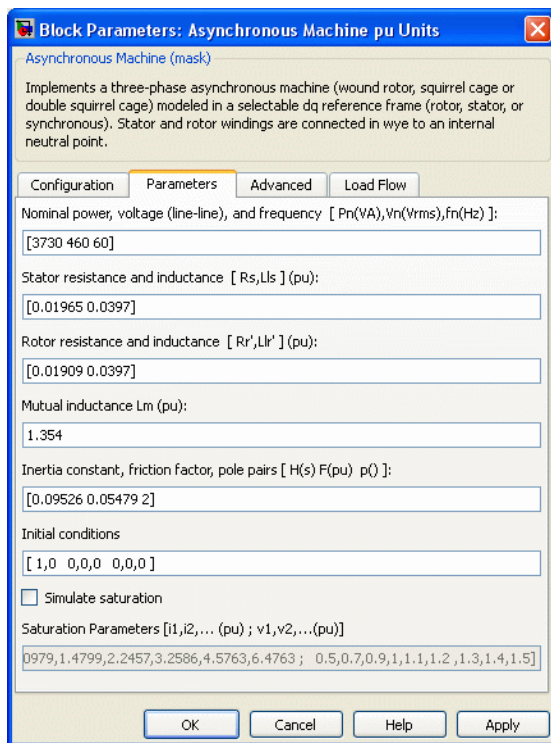 Block Parameters: Asynchronous Machine pu Units
Asynchronous Machine (mask)
Implements a three-phase asynchronous machine (wound rotor, squirrel cage or
double squirrel cage) modeled in a selectable dq reference frame (rotor, stator, or
synchronous). Stator and rotor windings are connected in wye to an internal
neutral point.
Configuration Parameters Advanced Load Flow
Nominal power, voltage (line-line), and frequency [ Pn(VA),Vn(Vrms),fn(Hz) ]:
[3730 460 60]
Stator resistance and inductance [ Rs,Lls ] (pu):
[0.01965 0.0397]
Rotor resistance and inductance [ Rr',Llr' ] (pu):
[0.01909 0.0397]
Mutual inductance Lm (pu):
1.354
Inertia constant, friction factor, pole pairs [ H(s) F(pu) p() ]:
[0.09526 0.05479 2]
Initial conditions
[ 1,0 0,0,0 0,0,0 ]
Simulate saturation
Saturation Parameters [i1,i2,... (pu) ; v1,v2,...(pu)]
0979,1.4799,2.2457,3.2586,4.5763,6.4763 ; 0.5,0.7,0.9,1,1.1,1.2 ,1.3,1.4,1.5]
OK Cancel Help Apply